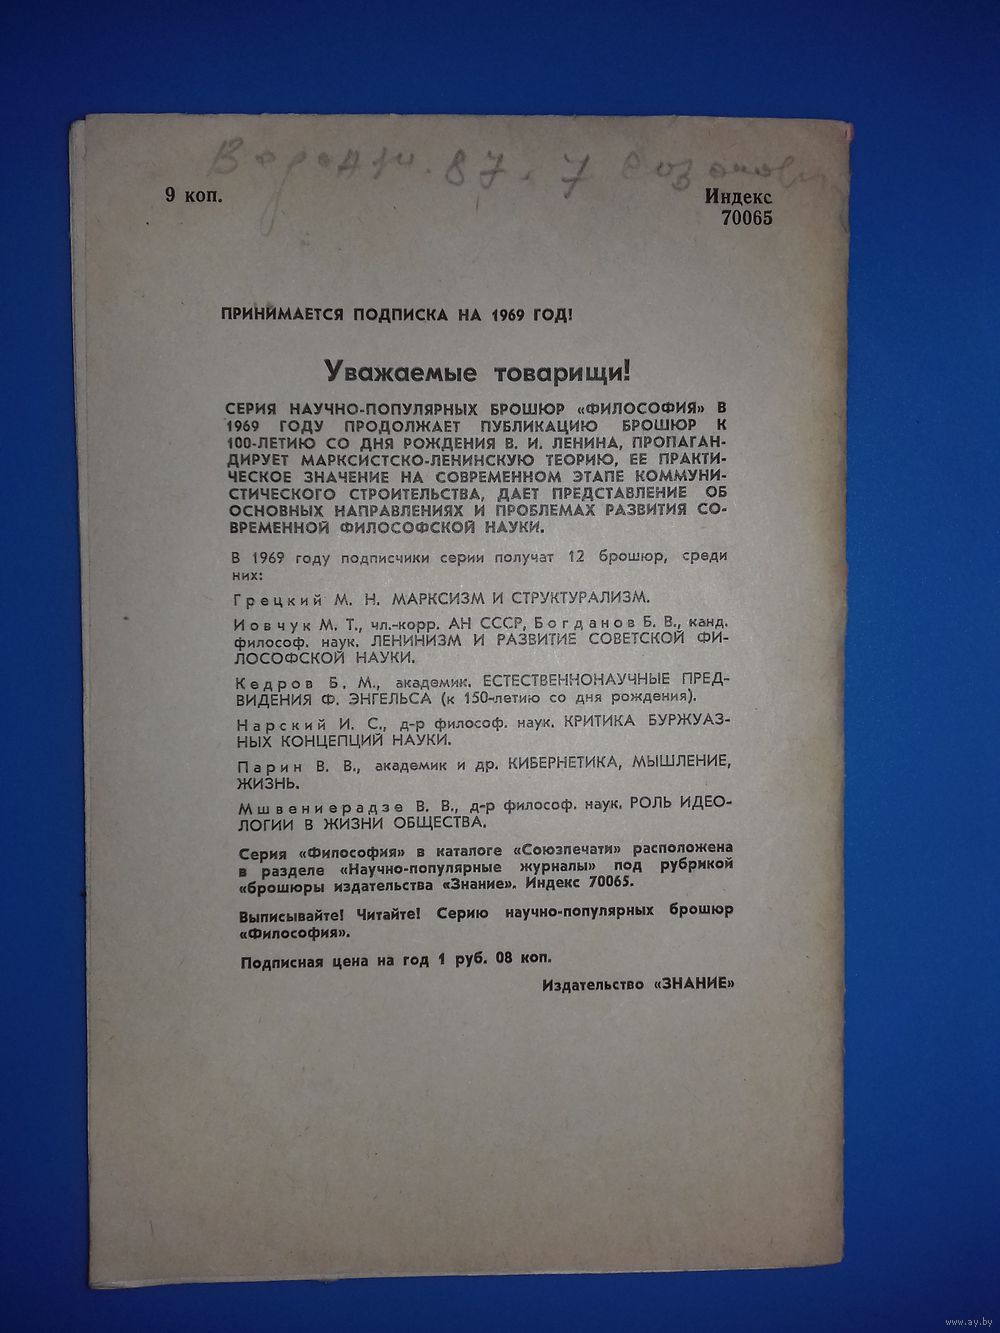 87.7
9 коп.
Индекс
70065
ПРИНИМАЕТСЯ ПОДПИСКА НА 1969 ГОД!
Уважаемые товарищи!
СЕРИЯ НАУЧНО-ПОПУЛЯРНЫХ БРОШЮР «ФИЛОСОФИЯ» В
1969 ГОДУ ПРОДОЛЖАЕТ ПУБЛИКАЦИЮ БРОШЮР К
100-ЛЕТИЮ СО ДНЯ РОЖДЕНИЯ В. И. ЛЕНИНА, ПРОПАГАН-
ДИРУЕТ МАРКСИСТСКО-ЛЕНИНСКУЮ ТЕОРИЮ, ЕЕ ПРАКТИ-
ЧЕСКОЕ ЗНАЧЕНИЕ НА СОВРЕМЕННОМ ЭТАПЕ КОММУНИ-
СТИЧЕСКОГО СТРОИТЕЛЬСТВА, ДАЕТ ПРЕДСТАВЛЕНИЕ ОБ
ОСНОВНЫХ НАПРАВЛЕНИЯХ И ПРОБЛЕМАХ РАЗВИТИЯ СО-
ВРЕМЕННОЙ ФИЛОСОФСКОЙ НАУКИ.
В 1969 году подписчики серии получат 12 брошюр, среди
них:
Грецкий М. Н. МАРКСИЗМ И СТРУКТУРАЛИЗМ.
Иовчук М. Т., чл.-корр. АН СССР, Богданов Б. В., канд.
философ. наук. ЛЕНИНИЗМ И РАЗВИТИЕ СОВЕТСКОЙ ФИ-
ЛОСОФСКОЙ НАУКИ.
Кедров Б. М., академик. ЕСТЕСТВЕННОНАУЧНЫЕ ПРЕД-
ВИДЕНИЯ Ф. ЭНГЕЛЬСА (к 150-летию со дня рождения).
Нарский И. С., д-р философ. наук. КРИТИКА БУРЖУАЗ-
НЫХ КОНЦЕПЦИЙ НАУКИ.
Парин В. В., академик и др. КИБЕРНЕТИКА, МЫШЛЕНИЕ,
ЖИЗНЬ.
Мшвениерадзе В. В., д-р философ. наук. РОЛЬ ИДЕО-
ЛОГИИ В ЖИЗНИ ОБЩЕСТВА.
Серия «Философия» в каталоге «Союзпечати» расположена
в разделе «Научно-популярные журналы» под рубрикой
«брошюры издательства «Знание». Индекс 70065.
Выписывайте! Читайте! Серию научно-популярных брошюр
«Философия».
Подписная цена на год 1 руб. 08 коп.
Издательство «ЗНАНИЕ»
www.ay.by